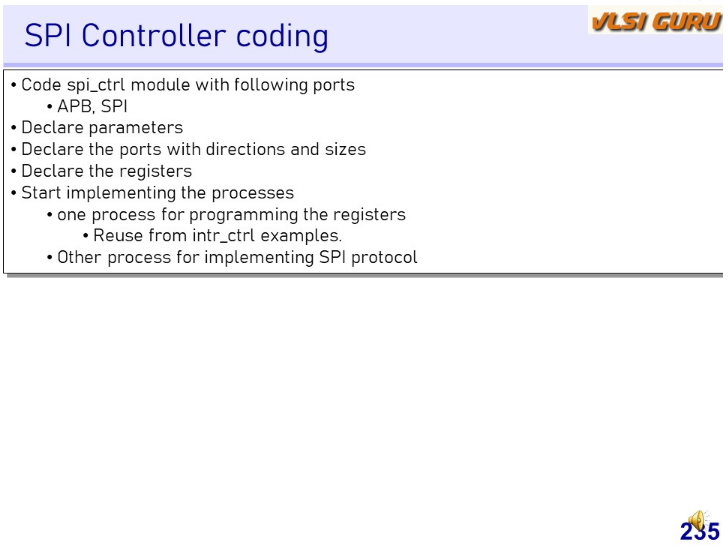 SPI Controller coding
VLSI GURU
• Code spi_ctrl module with following ports
• APB, SPI
• Declare parameters
• Declare the ports with directions and sizes
• Declare the registers
• Start implementing the processes
• one process for programming the registers
• Reuse from intr_ctrl examples.
• Other process for implementing SPI protocol
235